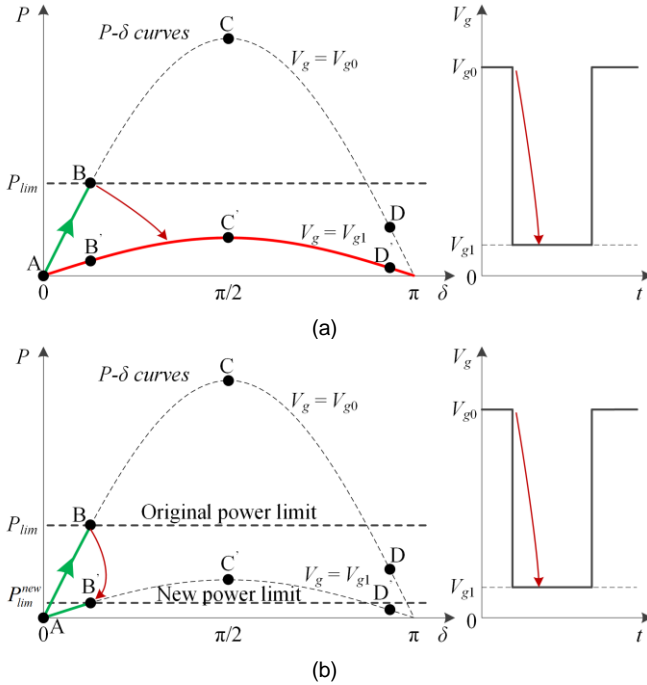 P
P-δ curves
C
V_g = V_g0
B
P_lim
C'
V_g = V_g1
D
B'
D'
A
0
π/2
π
δ
V_g
V_g0
V_g1
0
t
(a)
P
P-δ curves
C
V_g = V_g0
B
Original power limit
P_lim
C'
V_g = V_g1
D
B'
New power limit
P_lim^new
D'
A
0
π/2
π
δ
V_g
V_g0
V_g1
0
t
(b)